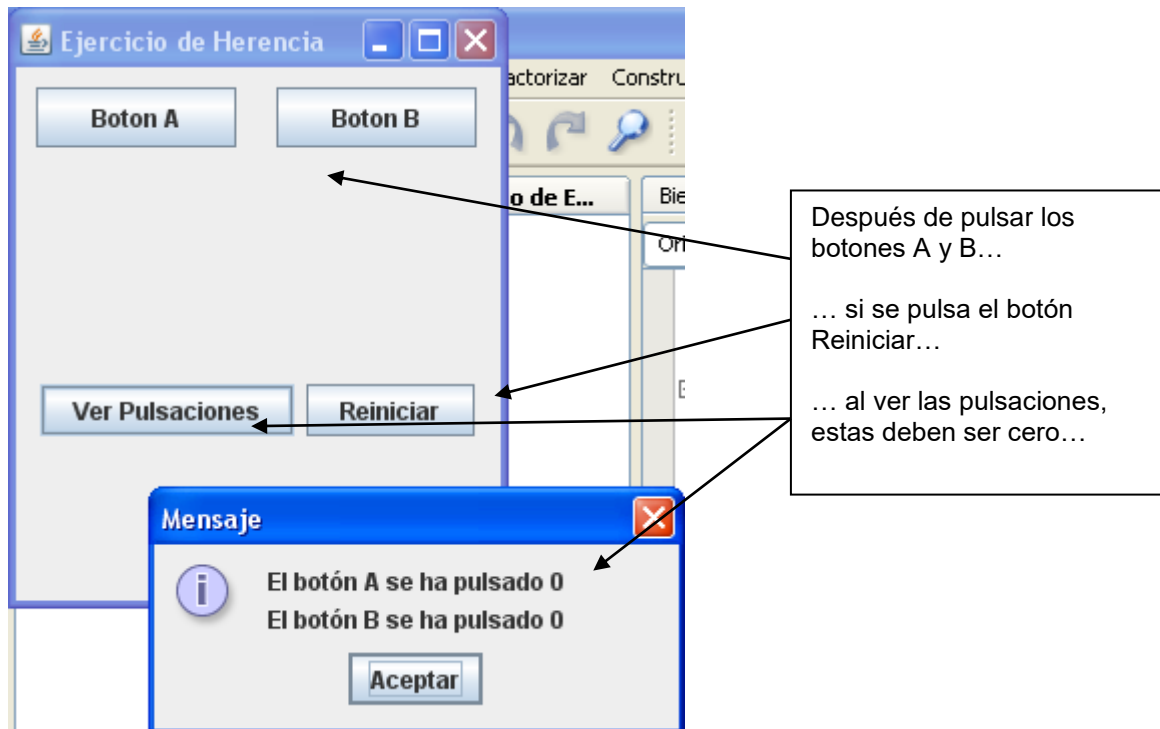 Ejercicio de Herencia
actorizar Constru
Boton A
Boton B
o de E...
Bie
Después de pulsar los
botones A y B…
… si se pulsa el botón
Reiniciar…
… al ver las pulsaciones,
estas deben ser cero…
Ver Pulsaciones
Reiniciar
Mensaje
El botón A se ha pulsado 0
El botón B se ha pulsado 0
Aceptar